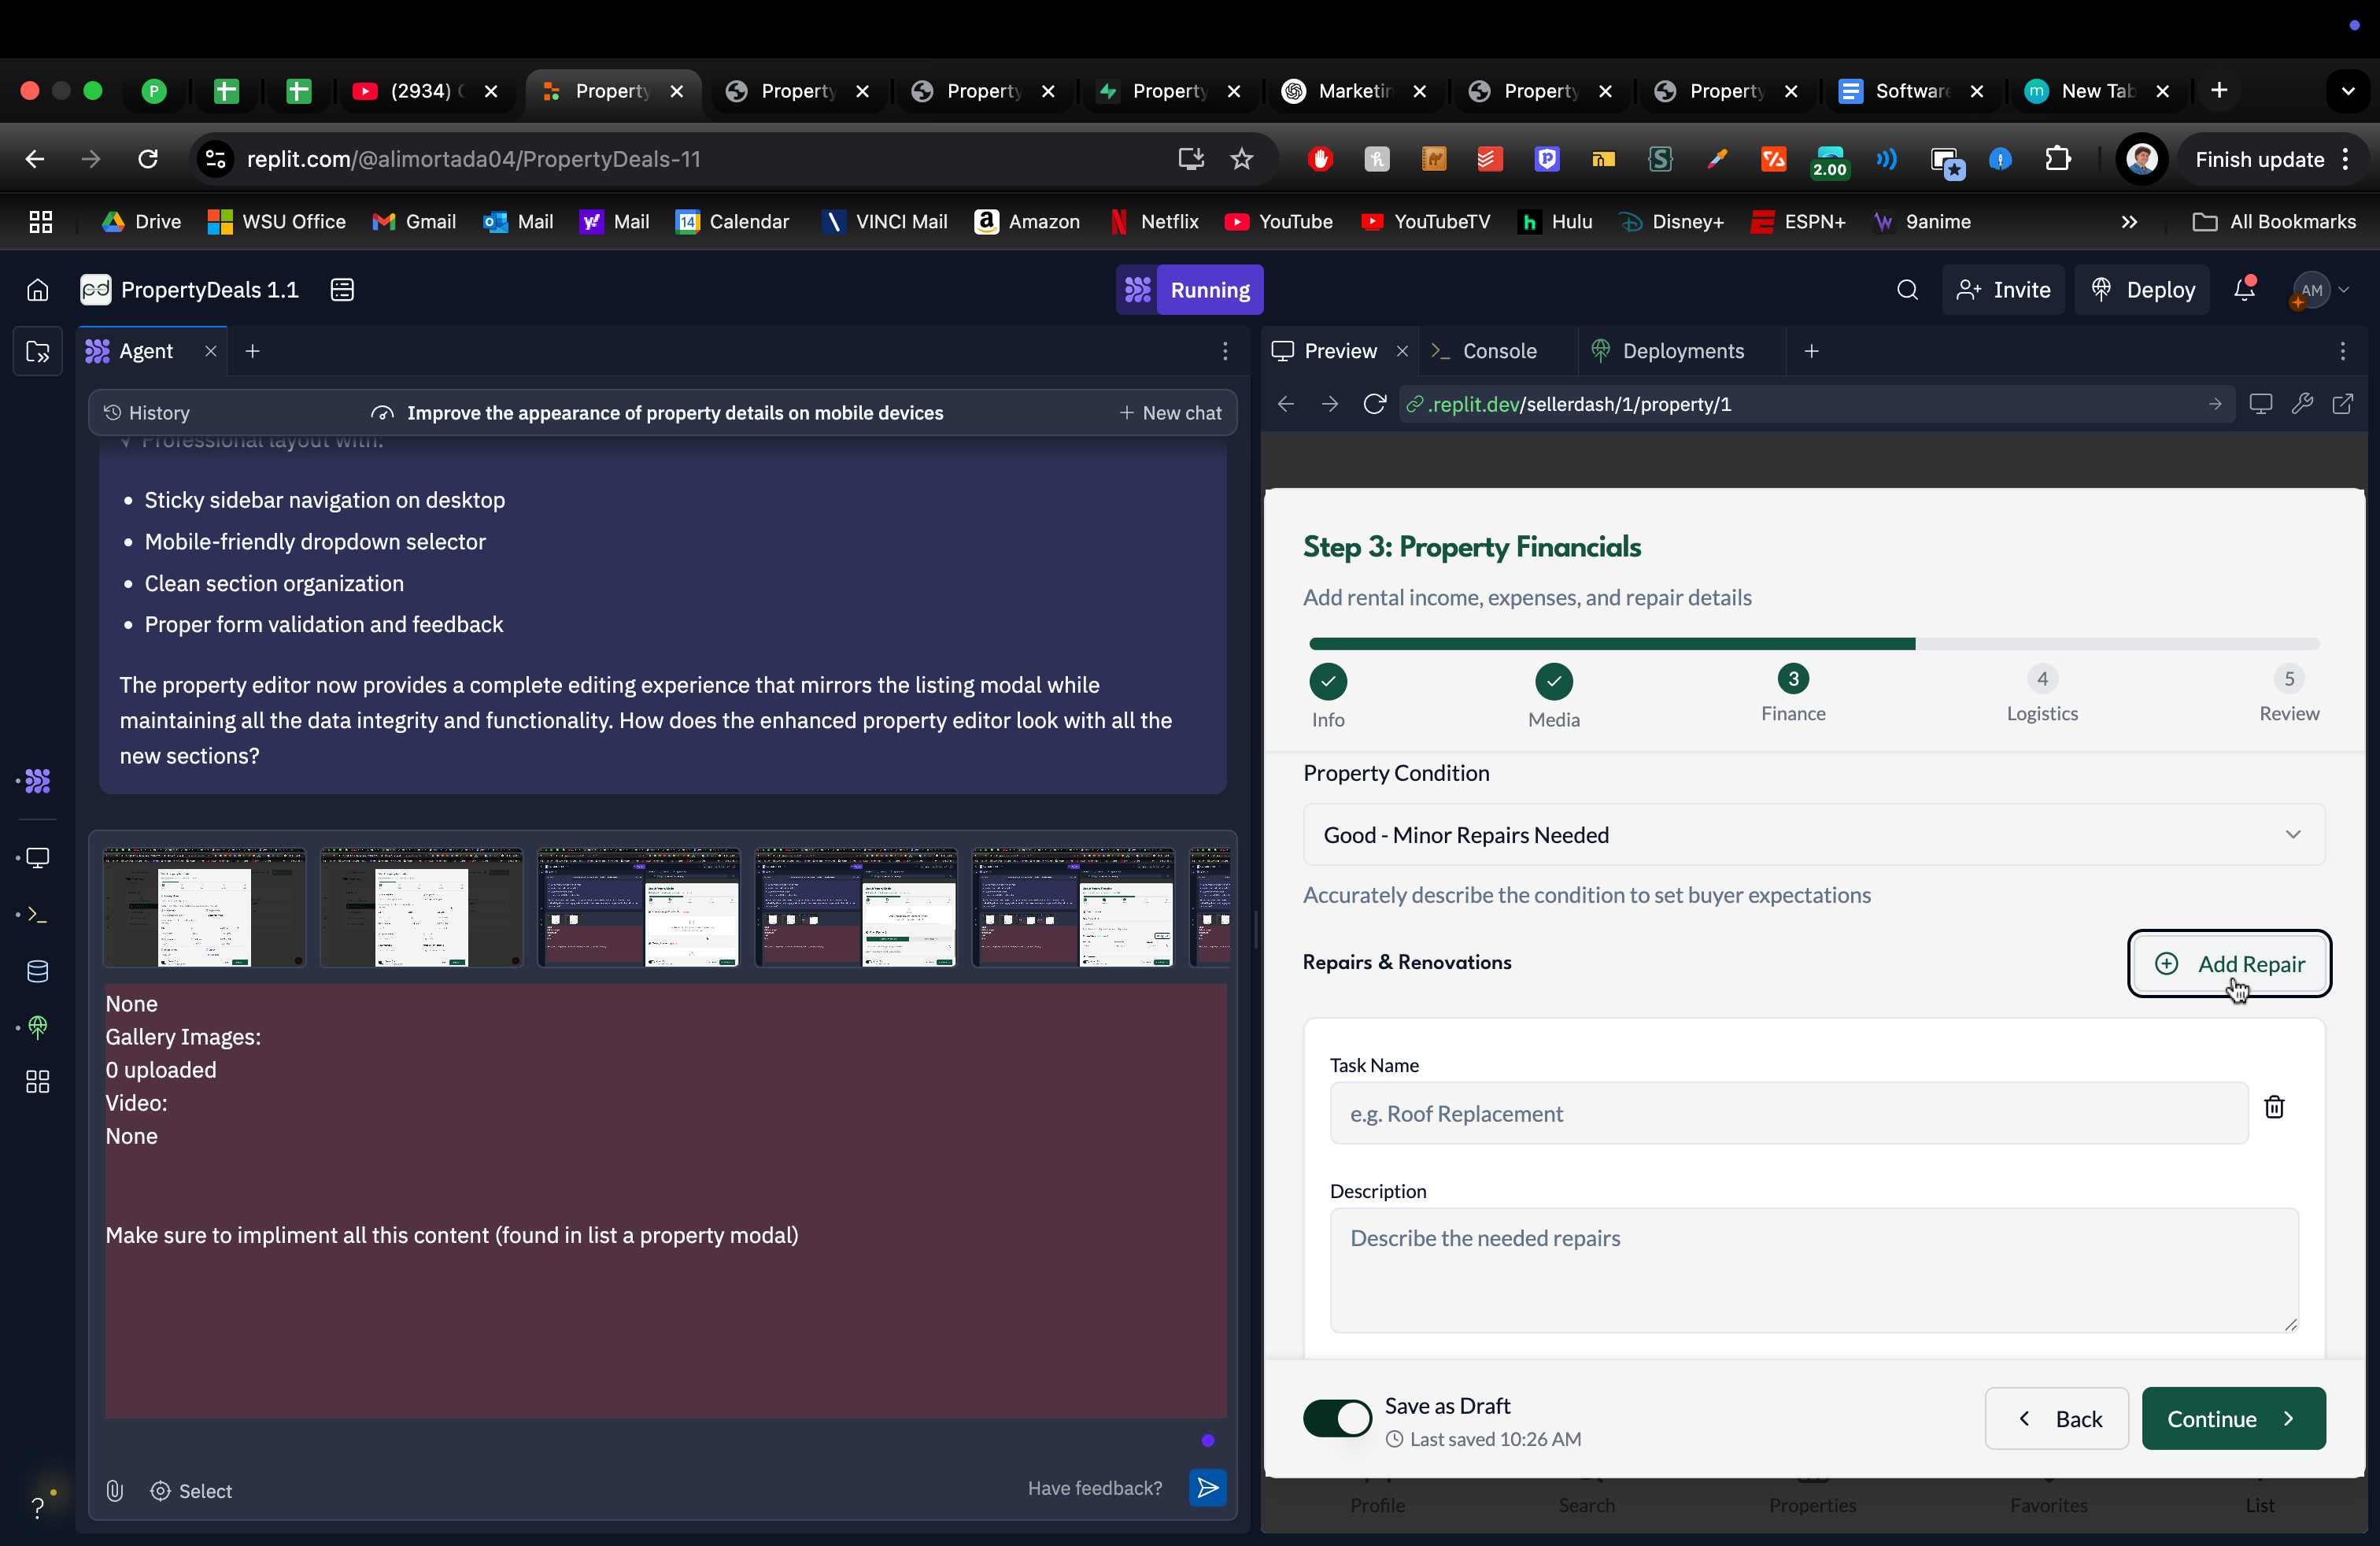 (2934)
Property
Property
Property
Property
Marketin
Property
Property
Software
New Tab
replit.com/@alimortada04/PropertyDeals-11
2.00
Finish update
Drive
WSU Office
Gmail
Mail
Mail
14
Calendar
VINCI Mail
Amazon
Netflix
YouTube
YouTubeTV
Hulu
Disney+
ESPN+
9anime
All Bookmarks
pd
PropertyDeals 1.1
Running
Invite
Deploy
AM
Agent
Preview
Console
Deployments
History
Improve the appearance of property details on mobile devices
New chat
.replit.dev/sellerdash/1/property/1
✓ Professional layout with:
• Sticky sidebar navigation on desktop
• Mobile-friendly dropdown selector
• Clean section organization
• Proper form validation and feedback
The property editor now provides a complete editing experience that mirrors the listing modal while
maintaining all the data integrity and functionality. How does the enhanced property editor look with all the
new sections?
None
Gallery Images:
0 uploaded
Video:
None
Make sure to impliment all this content (found in list a property modal)
Select
Have feedback?
Step 3: Property Financials
Add rental income, expenses, and repair details
3
4
5
Info
Media
Finance
Logistics
Review
Property Condition
Good - Minor Repairs Needed
Accurately describe the condition to set buyer expectations
Repairs & Renovations
Add Repair
Task Name
e.g. Roof Replacement
Description
Describe the needed repairs
Save as Draft
Last saved 10:26 AM
Back
Continue
Profile
Search
Properties
Favorites
List